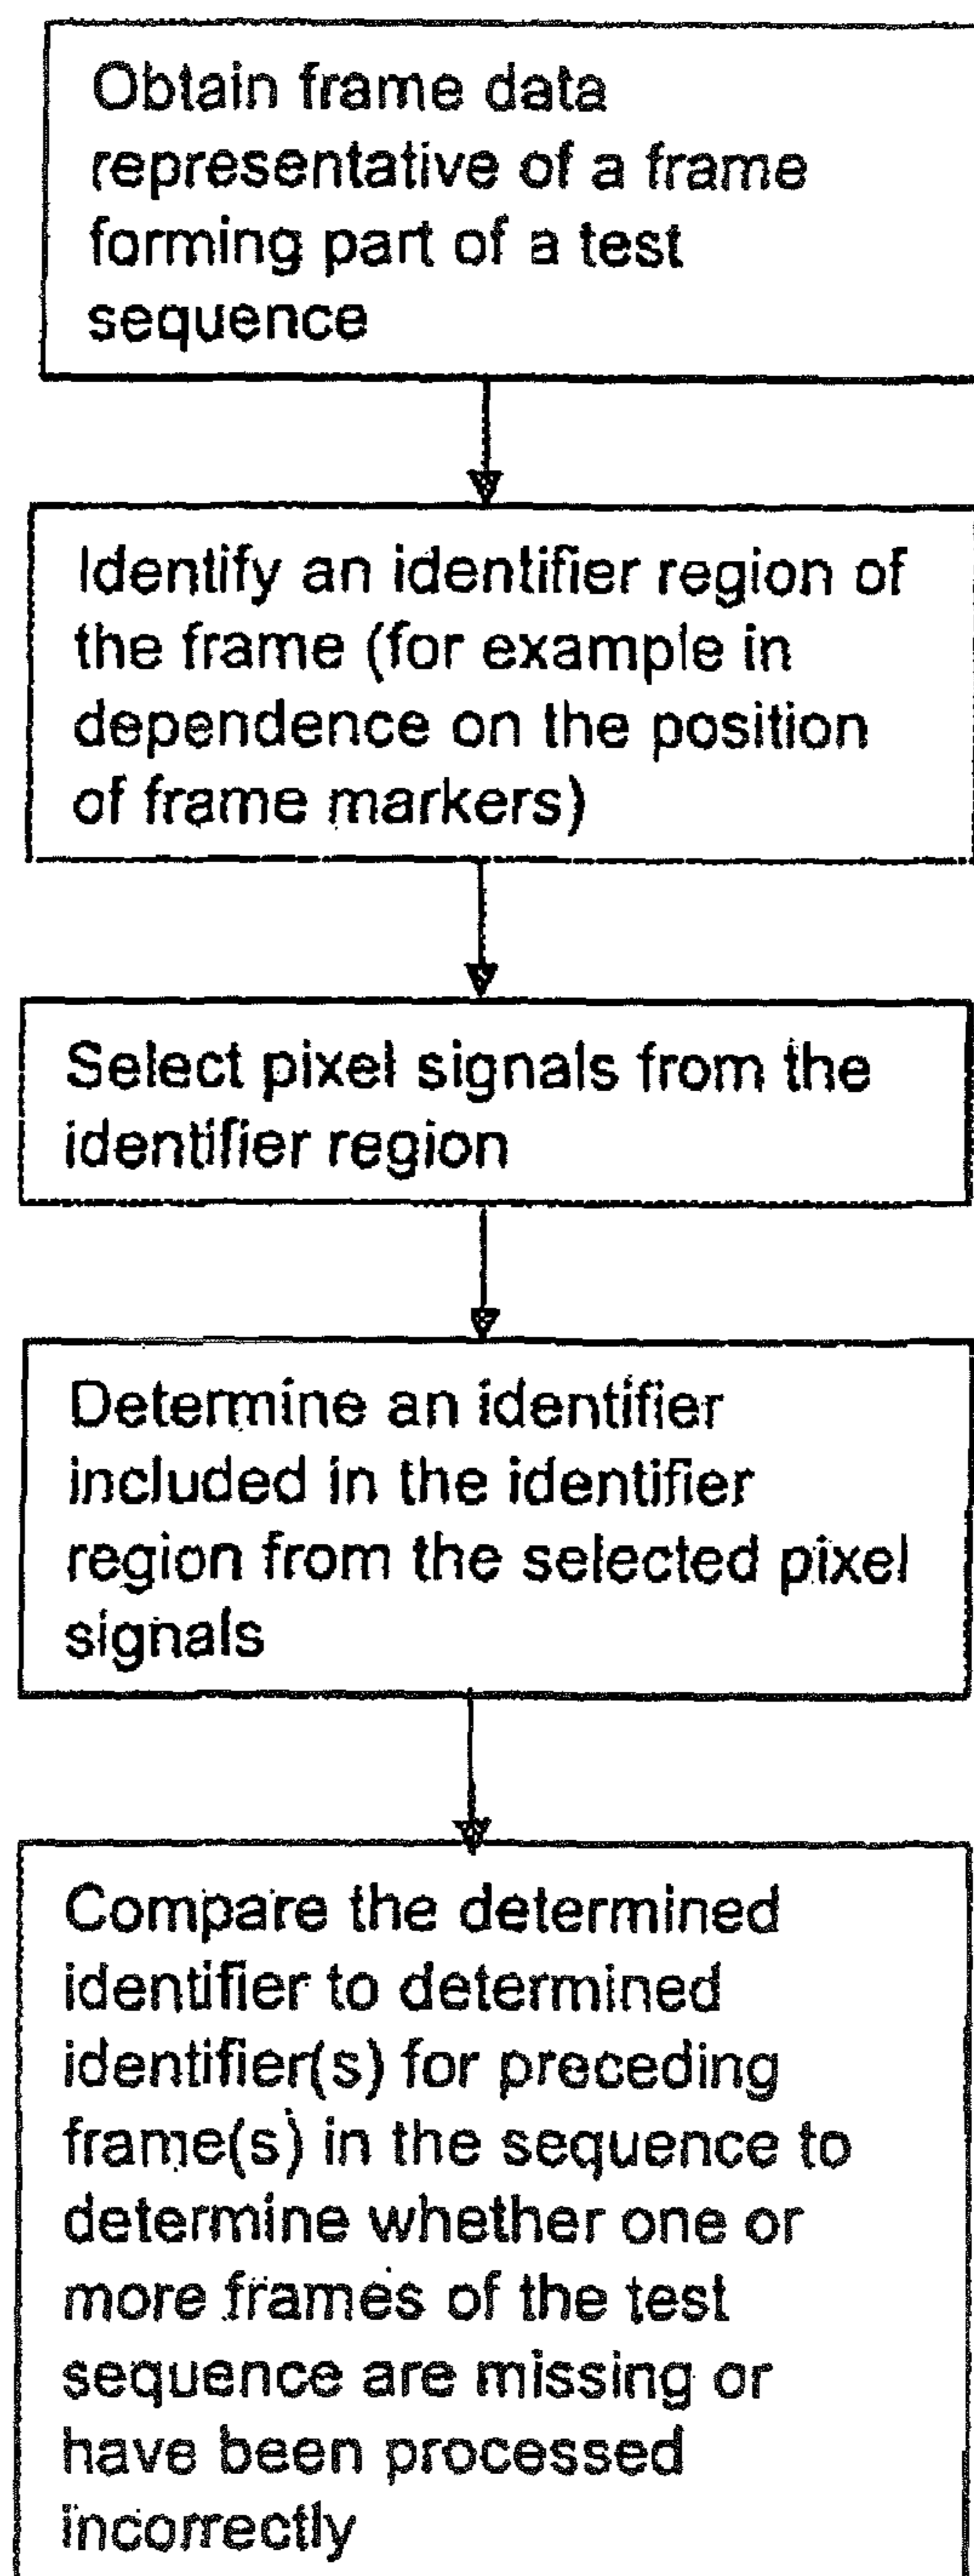 Obtain frame data
representative of a frame
forming part of a test
sequence
Identify an identifier region of
the frame (for example in
dependence on the position
of frame markers)
Select pixel signals from the
identifier region
Determine an identifier
included in the identifier
region from the selected pixel
signals
Compare the determined
identifier to determined
identifier(s) for preceding
frame(s) in the sequence to
determine whether one or
more frames of the test
sequence are missing or
have been processed
incorrectly